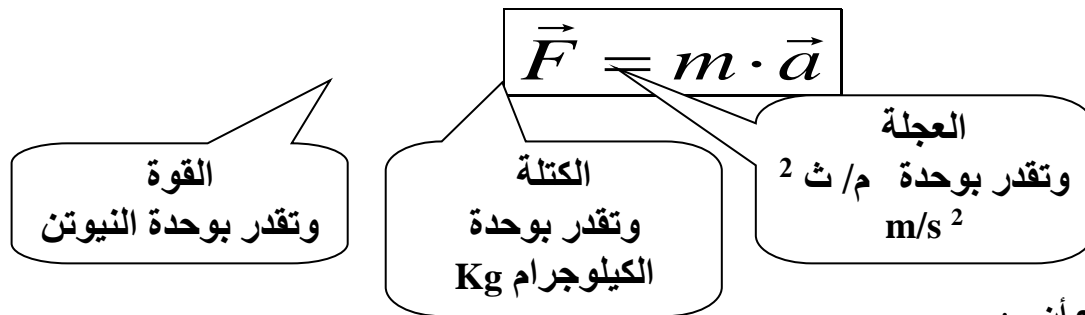 F⃗ = m · a⃗
العجلة
وتقدر بوحدة م/ ث 2
m/s 2
الكتلة
وتقدر بوحدة
الكيلوجرام Kg
القوة
وتقدر بوحدة النيوتن